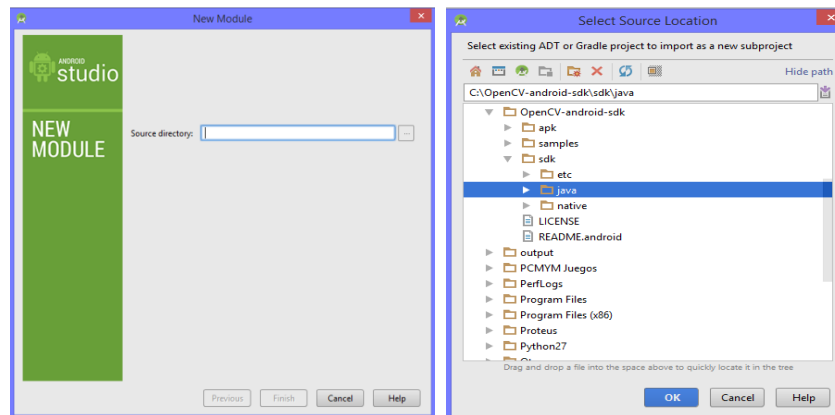 New Module
ANDROID
studio
NEW
MODULE
Source directory:
...
Previous
Finish
Cancel
Help
Select Source Location
Select existing ADT or Gradle project to import as a new subproject
Hide path
C:\OpenCV-android-sdk\sdk\java
OpenCV-android-sdk
apk
samples
sdk
etc
java
native
LICENSE
README.android
output
PCMYM Juegos
PerfLogs
Program Files
Program Files (x86)
Proteus
Python27
Drag and drop a file into the space above to quickly locate it in the tree
OK
Cancel
Help